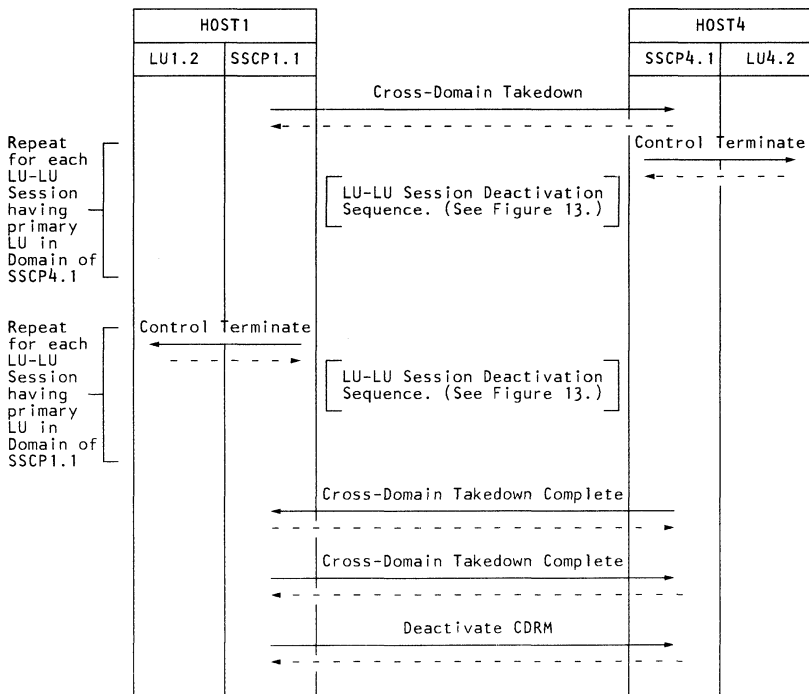 HOST1
HOST4
LU1.2
SSCP1.1
SSCP4.1
LU4.2
Cross-Domain Takedown
Repeat
for each
LU-LU
Session
having
primary
LU in
Domain of
SSCP4.1
Control Terminate
LU-LU Session Deactivation
Sequence. (See Figure 13.)
Repeat
for each
LU-LU
Session
having
primary
LU in
Domain of
SSCP1.1
Control Terminate
LU-LU Session Deactivation
Sequence. (See Figure 13.)
Cross-Domain Takedown Complete
Cross-Domain Takedown Complete
Deactivate CDRM